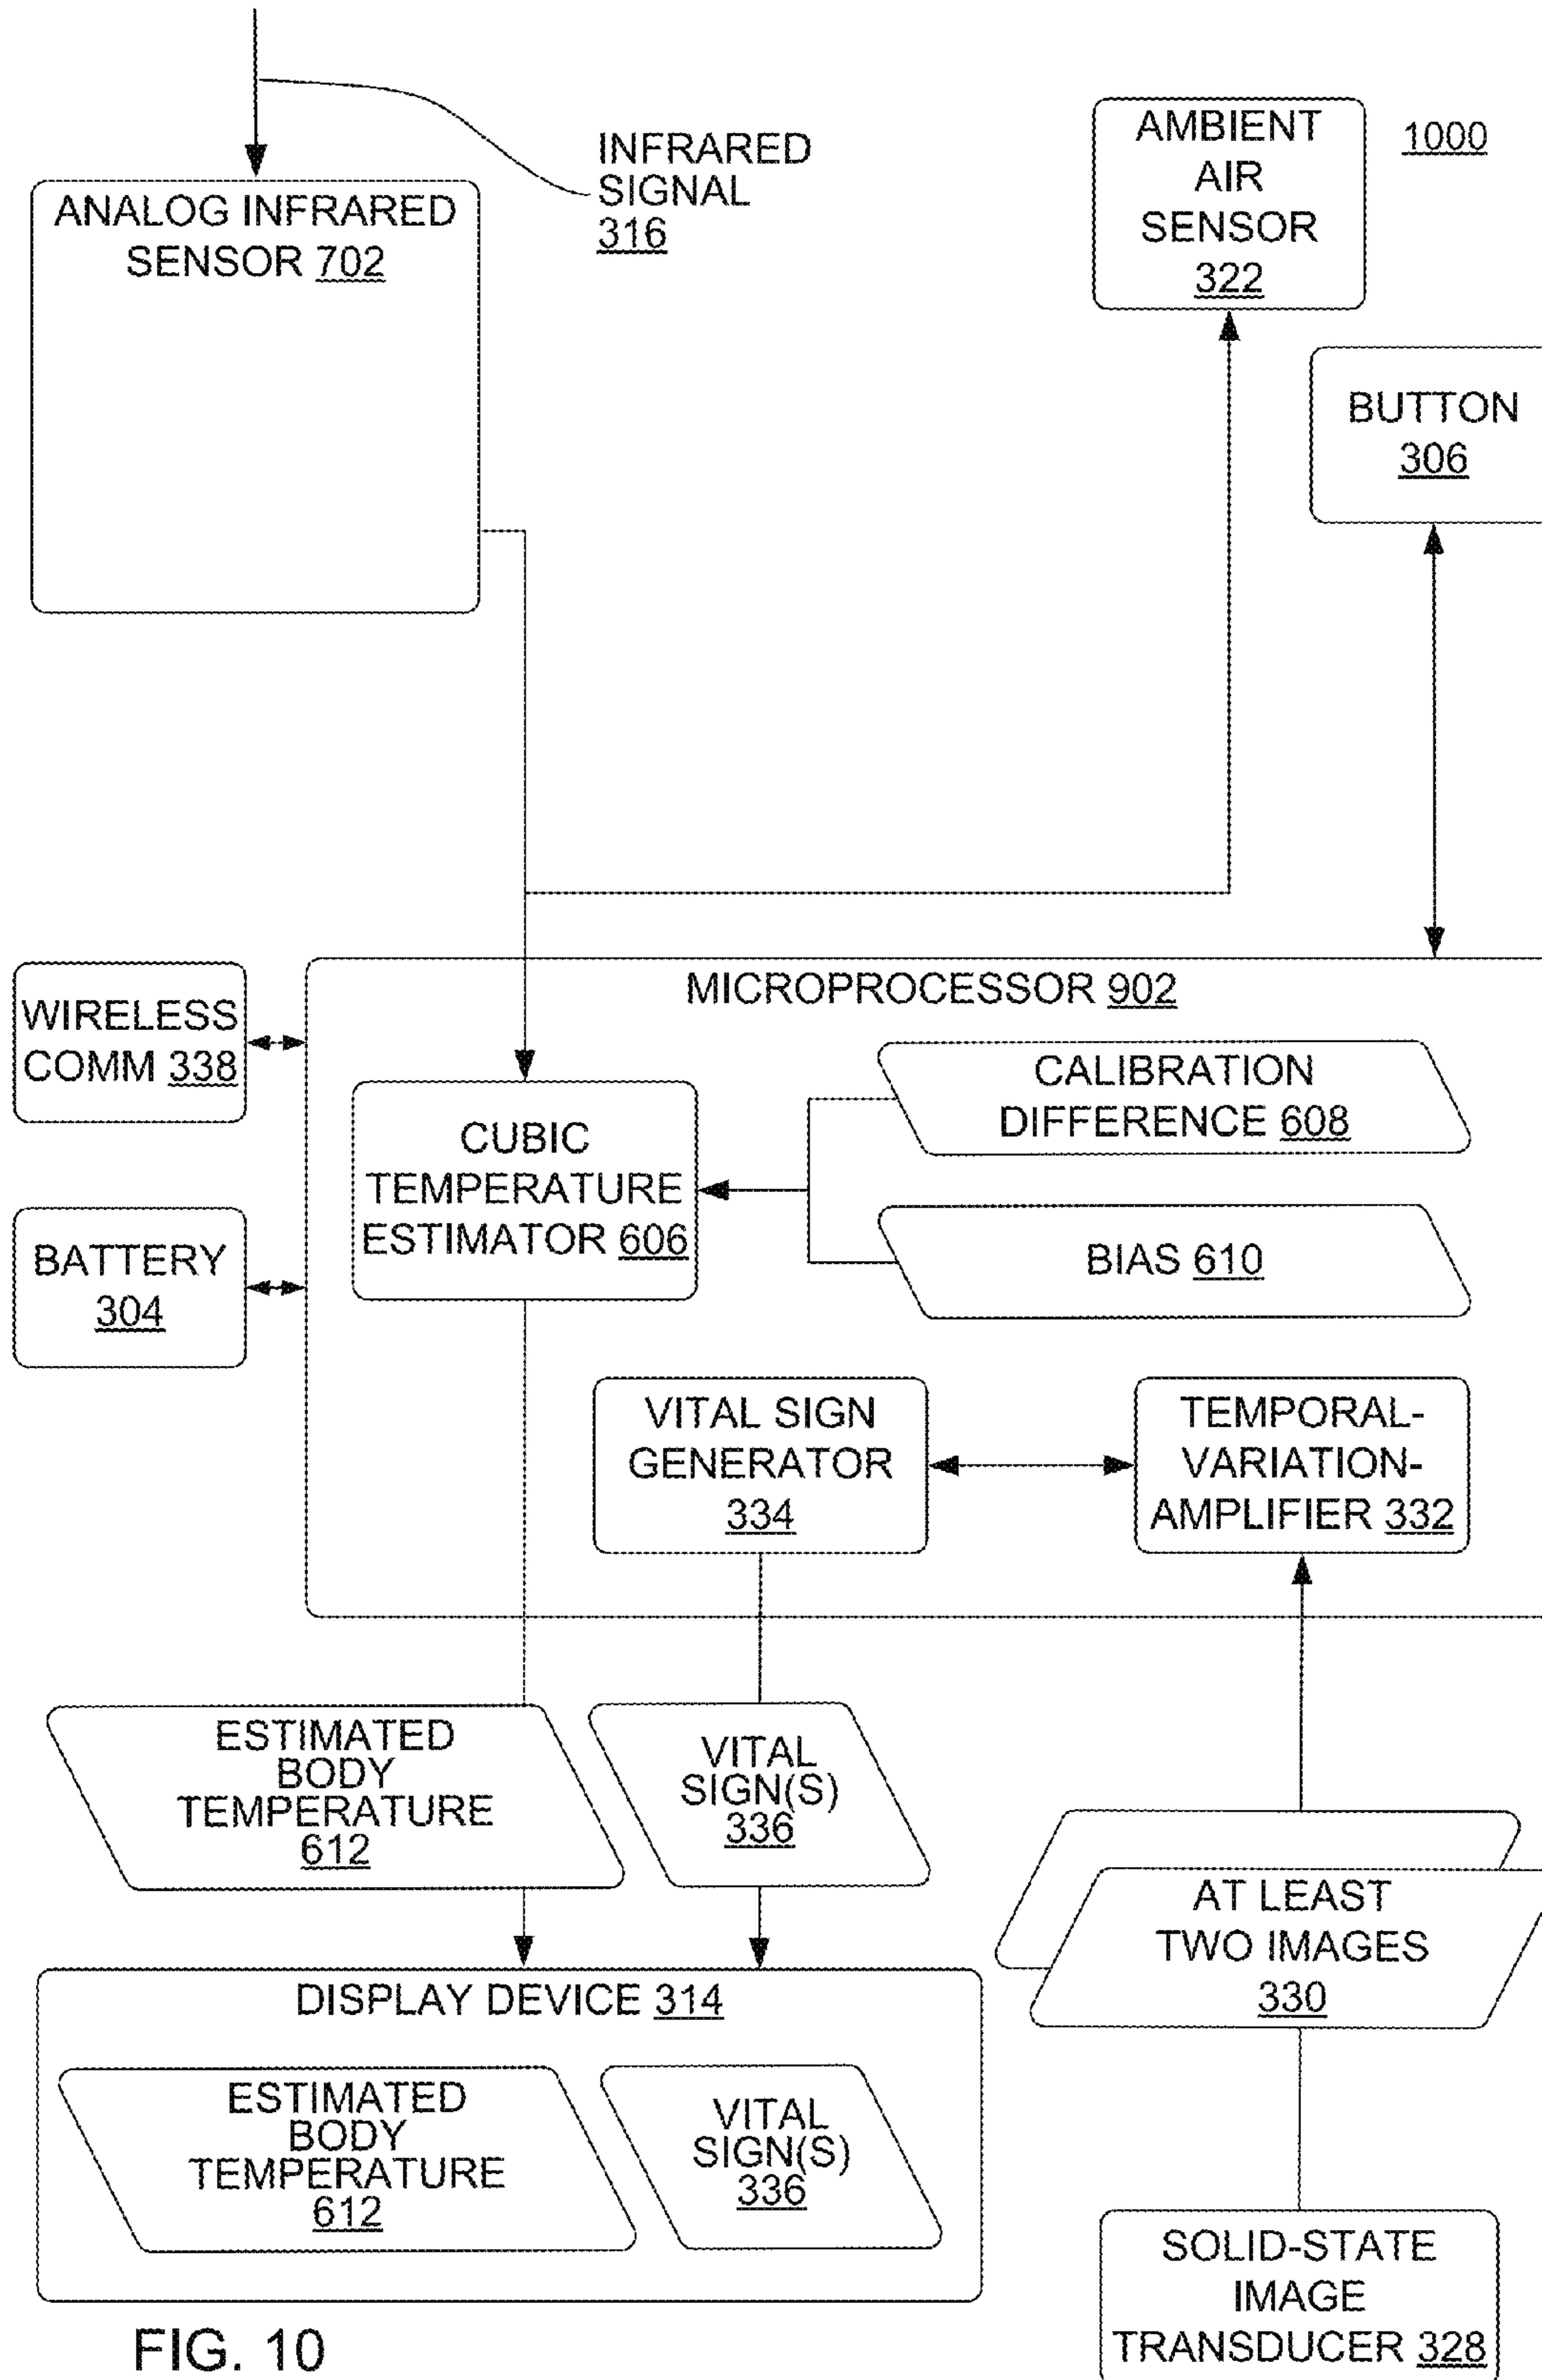 INFRARED
SIGNAL
316
ANALOG INFRARED
SENSOR 702
AMBIENT
AIR
SENSOR
322
1000
BUTTON
306
MICROPROCESSOR 902
WIRELESS
COMM 338
CALIBRATION
DIFFERENCE 608
CUBIC
TEMPERATURE
ESTIMATOR 606
BATTERY
304
BIAS 610
VITAL SIGN
GENERATOR
334
TEMPORAL-
VARIATION-
AMPLIFIER 332
ESTIMATED
BODY
TEMPERATURE
612
VITAL
SIGN(S)
336
AT LEAST
TWO IMAGES
330
DISPLAY DEVICE 314
ESTIMATED
BODY
TEMPERATURE
612
VITAL
SIGN(S)
336
SOLID-STATE
IMAGE
TRANSDUCER 328
FIG. 10